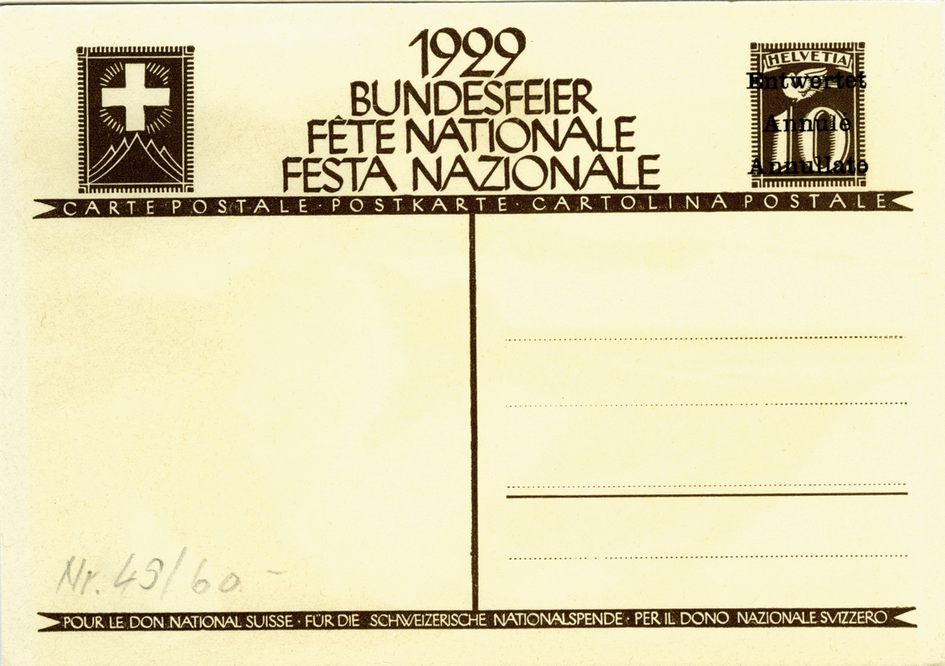 1929
BUNDESFEIER
FÊTE NATIONALE
FESTA NAZIONALE
HELVETIA
Entwertet
10
Annulé
Annullato
CARTE POSTALE · POSTKARTE · CARTOLINA POSTALE
Nr. 49/60.-
POUR LE DON NATIONAL SUISSE · FÜR DIE SCHWEIZERISCHE NATIONALSPENDE · PER IL DONO NAZIONALE SVIZZERO